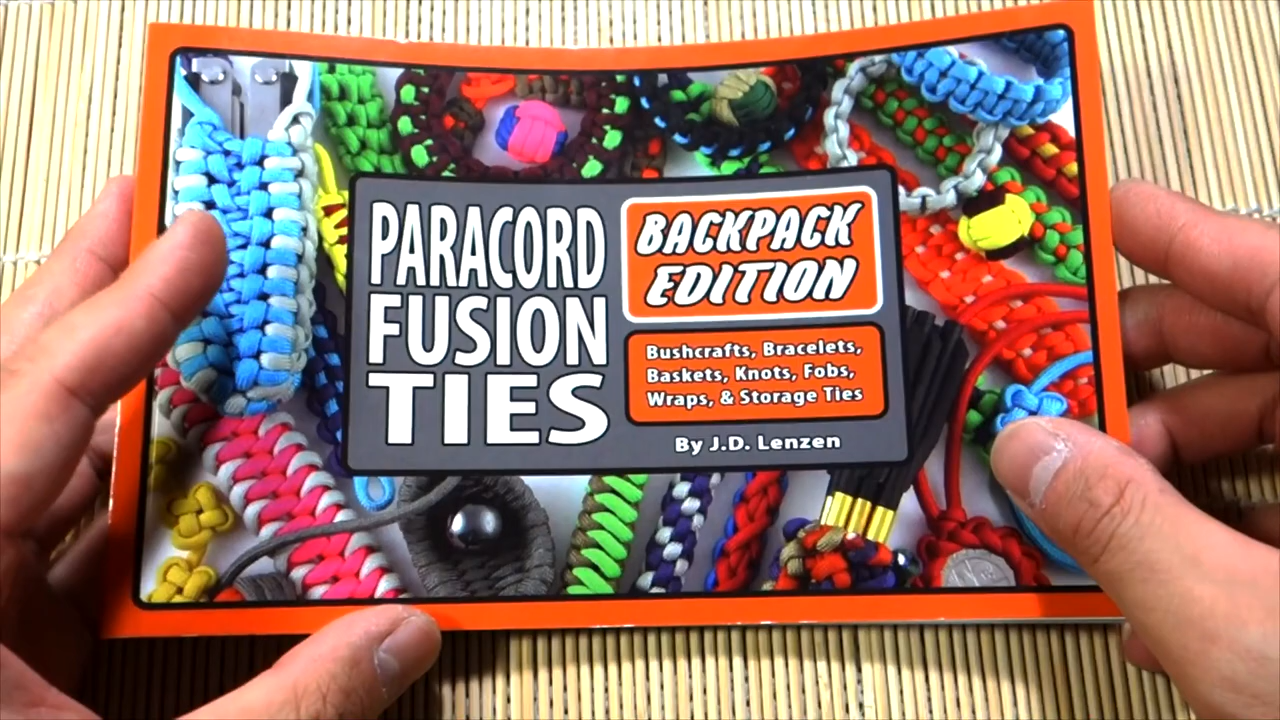 PARACORD
FUSION
TIES
BACKPACK
EDITION
Bushcrafts, Bracelets,
Baskets, Knots, Fobs,
Wraps, & Storage Ties
By J.D. Lenzen